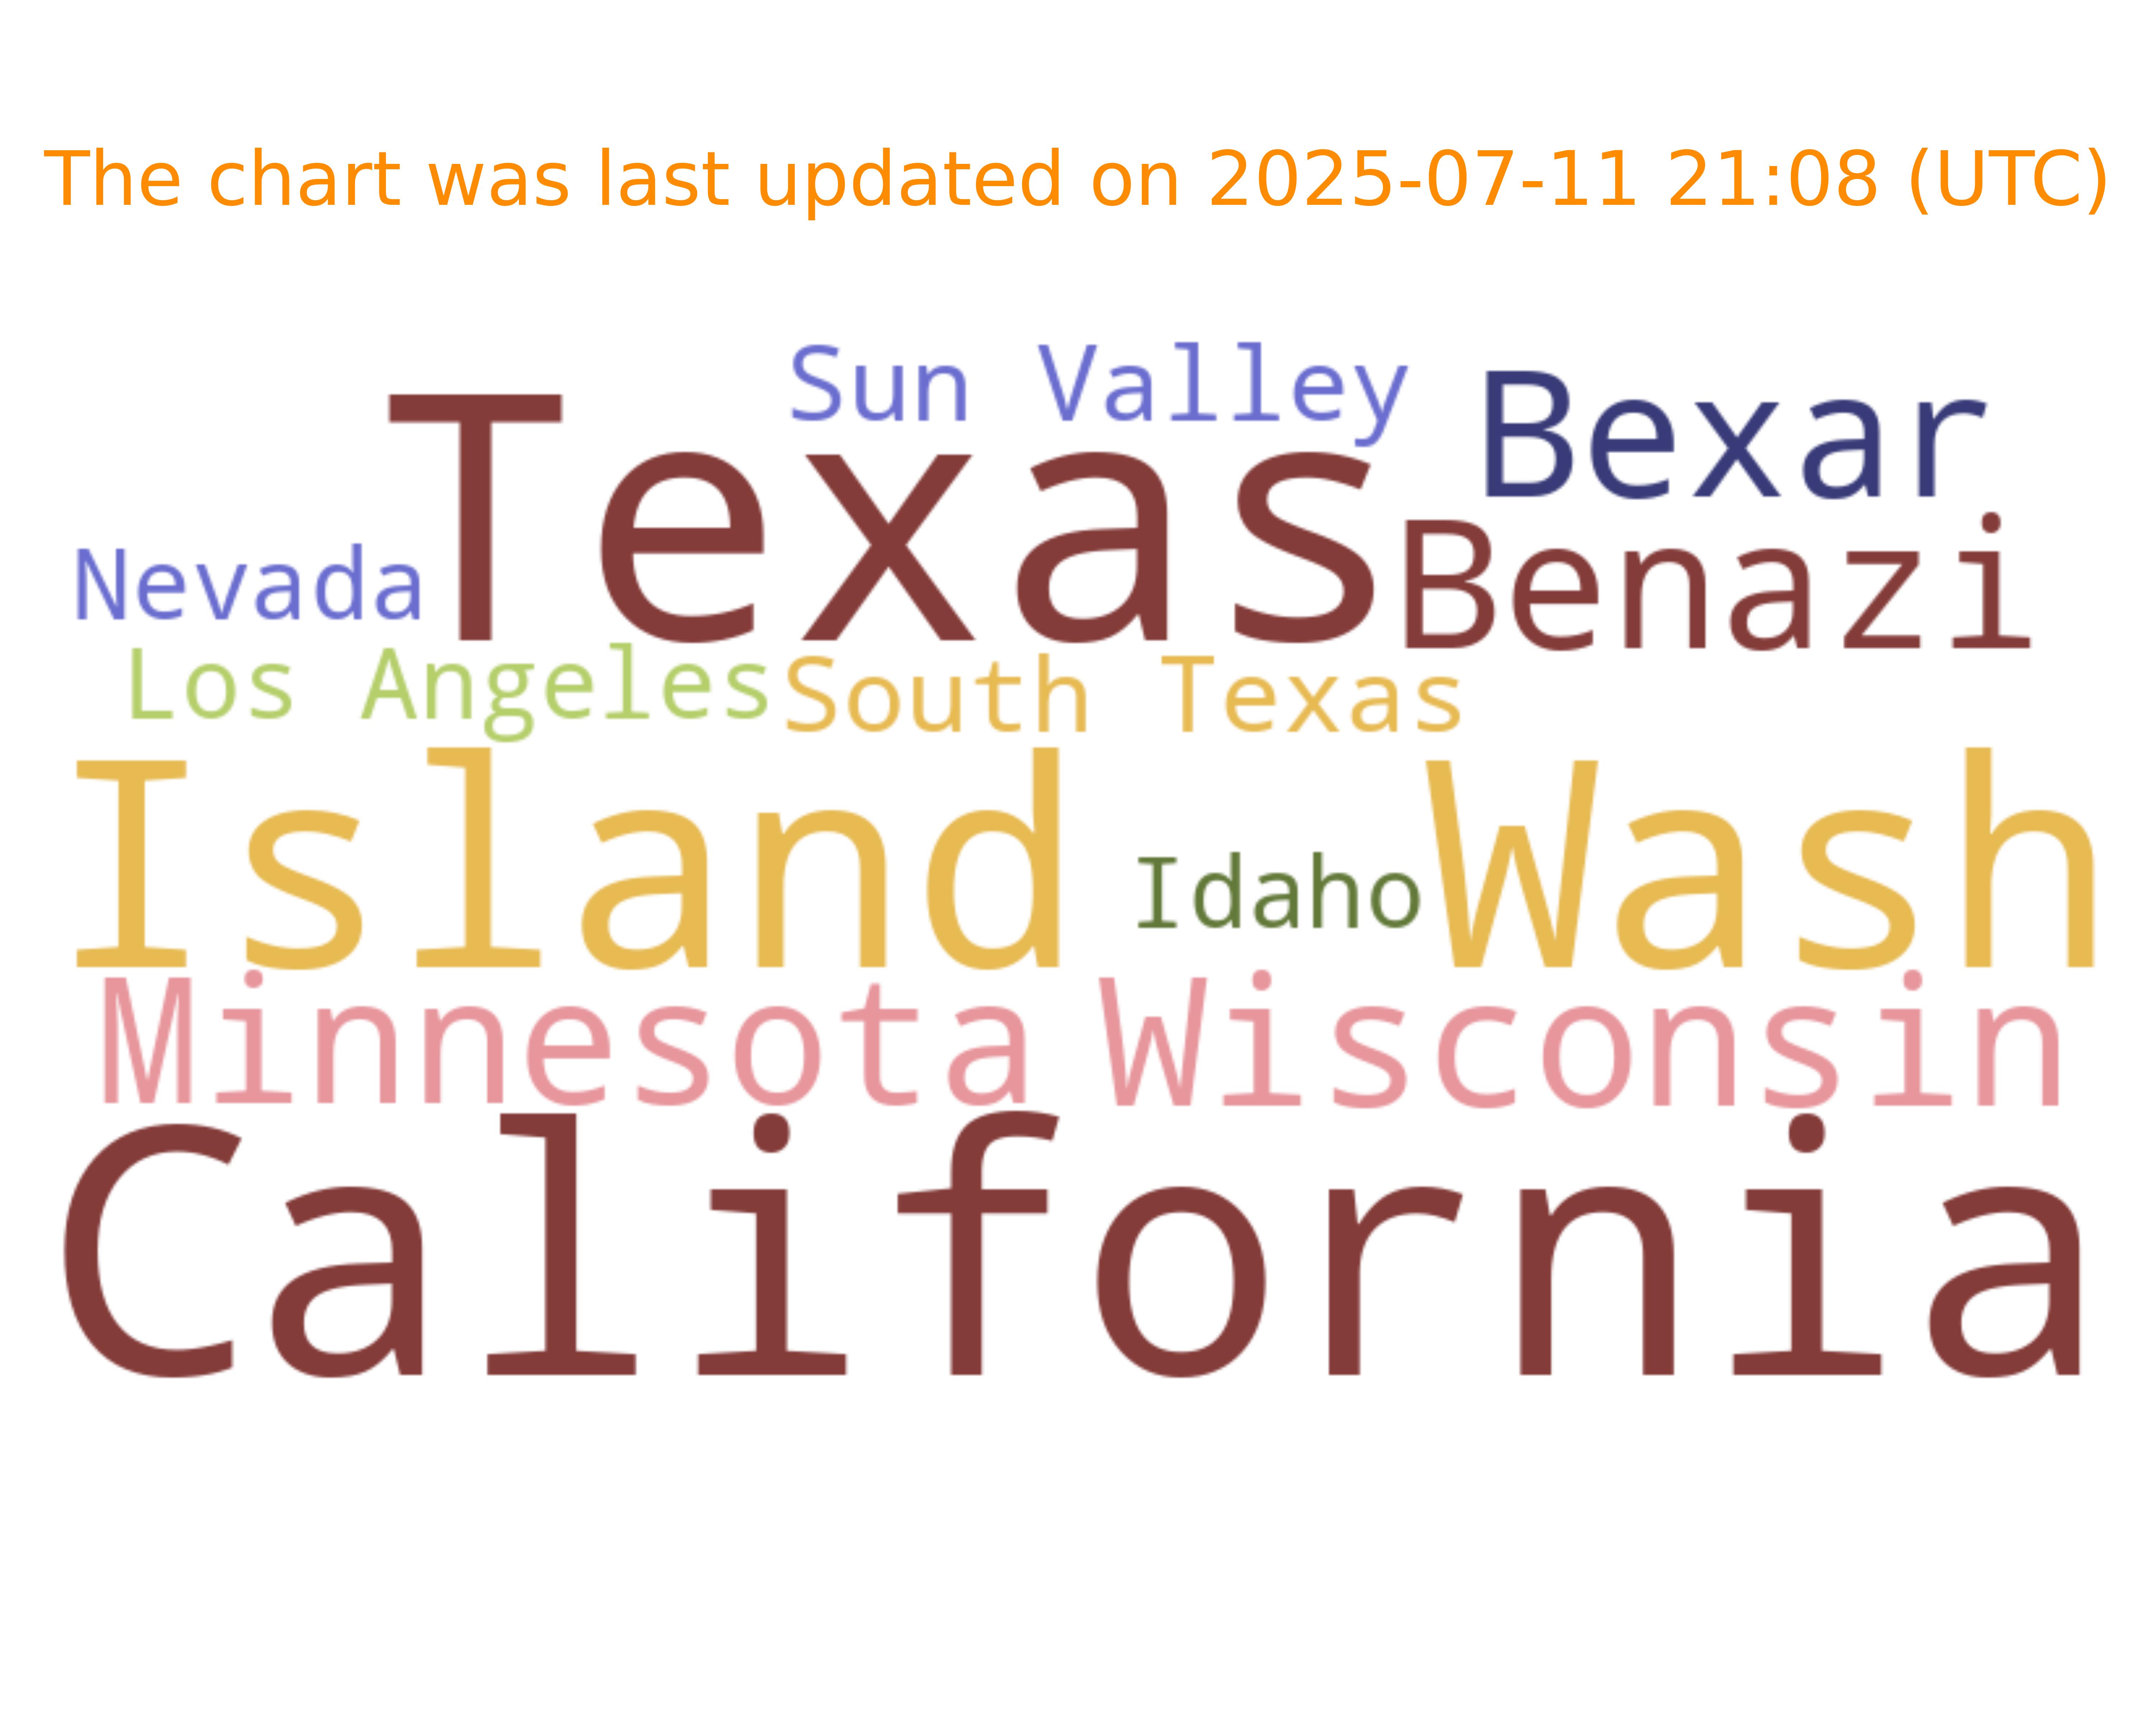 The chart was last updated on 2025-07-11 21:08 (UTC)
Sun Valley
Bexar
Texas
Benazi
Nevada
Los Angeles
South Texas
Island
Idaho
Wash
Minnesota
Wisconsin
California